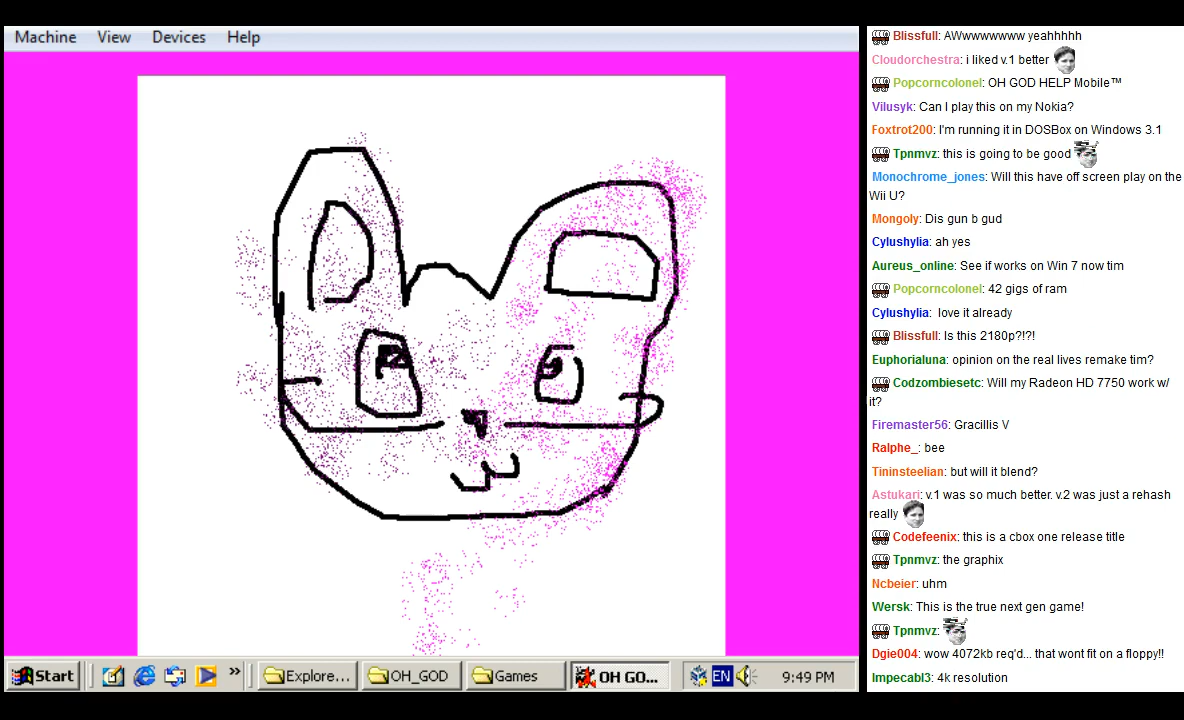 Machine View Devices Help
Start
Explore...
OH_GOD
Games
OH GO...
EN
9:49 PM
Blissfull: AWwwwwwww yeahhhhh
Cloudorchestra: i liked v.1 better
Popcorncolonel: OH GOD HELP Mobile™
Vilusyk: Can I play this on my Nokia?
Foxtrot200: I'm running it in DOSBox on Windows 3.1
Tpnmvz: this is going to be good
Monochrome_jones: Will this have off screen play on the
Wii U?
Mongoly: Dis gun b gud
Cylushylia: ah yes
Aureus_online: See if works on Win 7 now tim
Popcorncolonel: 42 gigs of ram
Cylushylia: love it already
Blissfull: Is this 2180p?!?!
Euphorialuna: opinion on the real lives remake tim?
Codzombiesetc: Will my Radeon HD 7750 work w/
it?
Firemaster56: Gracillis V
Ralphe_: bee
Tininsteelian: but will it blend?
Astukari: v.1 was so much better. v.2 was just a rehash
really
Codefeenix: this is a cbox one release title
Tpnmvz: the graphix
Ncbeier: uhm
Wersk: This is the true next gen game!
Tpnmvz:
Dgie004: wow 4072kb req'd... that wont fit on a floppy!!
Impecabl3: 4k resolution